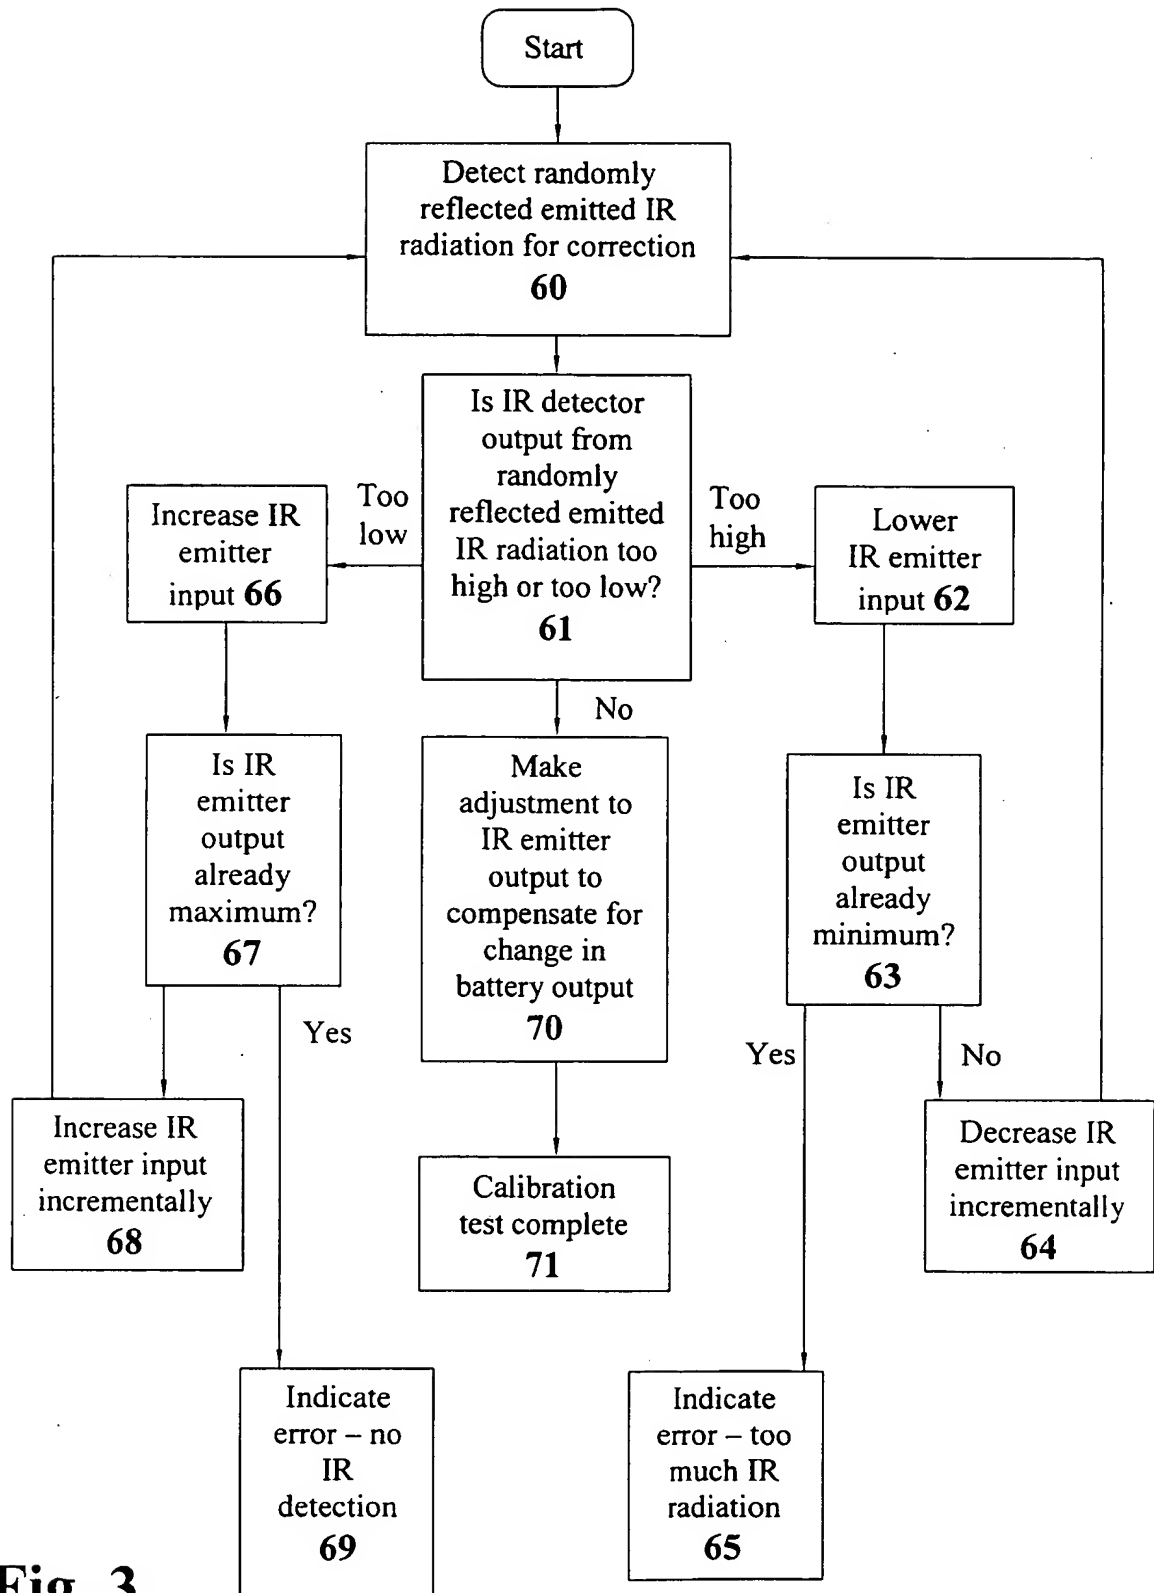 Start
Detect randomly
reflected emitted IR
radiation for correction
60
Is IR detector
output from
randomly
reflected emitted
IR radiation too
high or too low?
61
Too
low
Too
high
Increase IR
emitter
input 66
Lower
IR emitter
input 62
No
Is IR
emitter
output
already
maximum?
67
Make
adjustment to
IR emitter
output to
compensate for
change in
battery output
70
Is IR
emitter
output
already
minimum?
63
Yes
Yes
No
Increase IR
emitter input
incrementally
68
Calibration
test complete
71
Decrease IR
emitter input
incrementally
64
Indicate
error – no
IR
detection
69
Indicate
error – too
much IR
radiation
65
Fig. 3